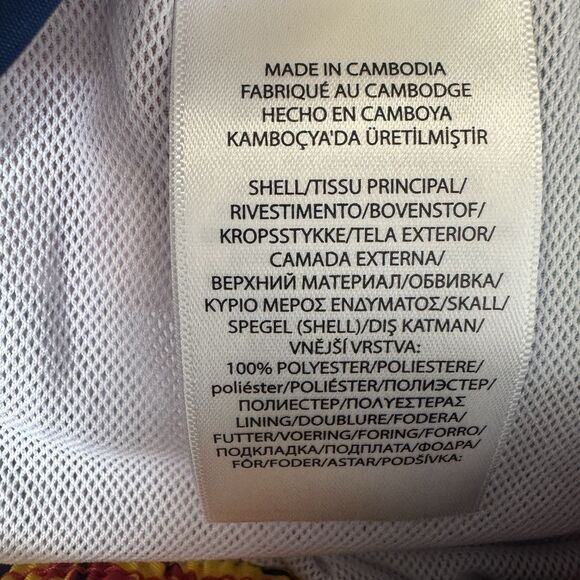 MADE IN CAMBODIA
FABRIQUÉ AU CAMBODGE
HECHO EN CAMBOYA
KAMBOÇYA'DA ÜRETİLMİŞTİR
SHELL/TISSU PRINCIPAL/
RIVESTIMENTO/BOVENSTOF/
KROPSSTYKKE/TELA EXTERIOR/
CAMADA EXTERNA/
ВЕРХНИЙ МАТЕРИАЛ/ОБВИВКА/
ΚΥΡΙΟ ΜΕΡΟΣ ΕΝΔΥΜΑΤΟΣ/SKALL/
SPEGEL (SHELL)/DIŞ KATMAN/
VNĚJŠÍ VRSTVA:
100% POLYESTER/POLIESTERE/
poliéster/POLIÉSTER/ПОЛИЭСТЕР/
ПОЛИЕСТЕР/ΠΟΛΥΕΣΤΕΡΑΣ
LINING/DOUBLURE/FODERA/
FUTTER/VOERING/FORING/FORRO/
ПОДКЛАДКА/ПОДПЛАТА/ΦΟΔΡΑ/
FÔR/FODER/ASTAR/PODŠÍVKA: